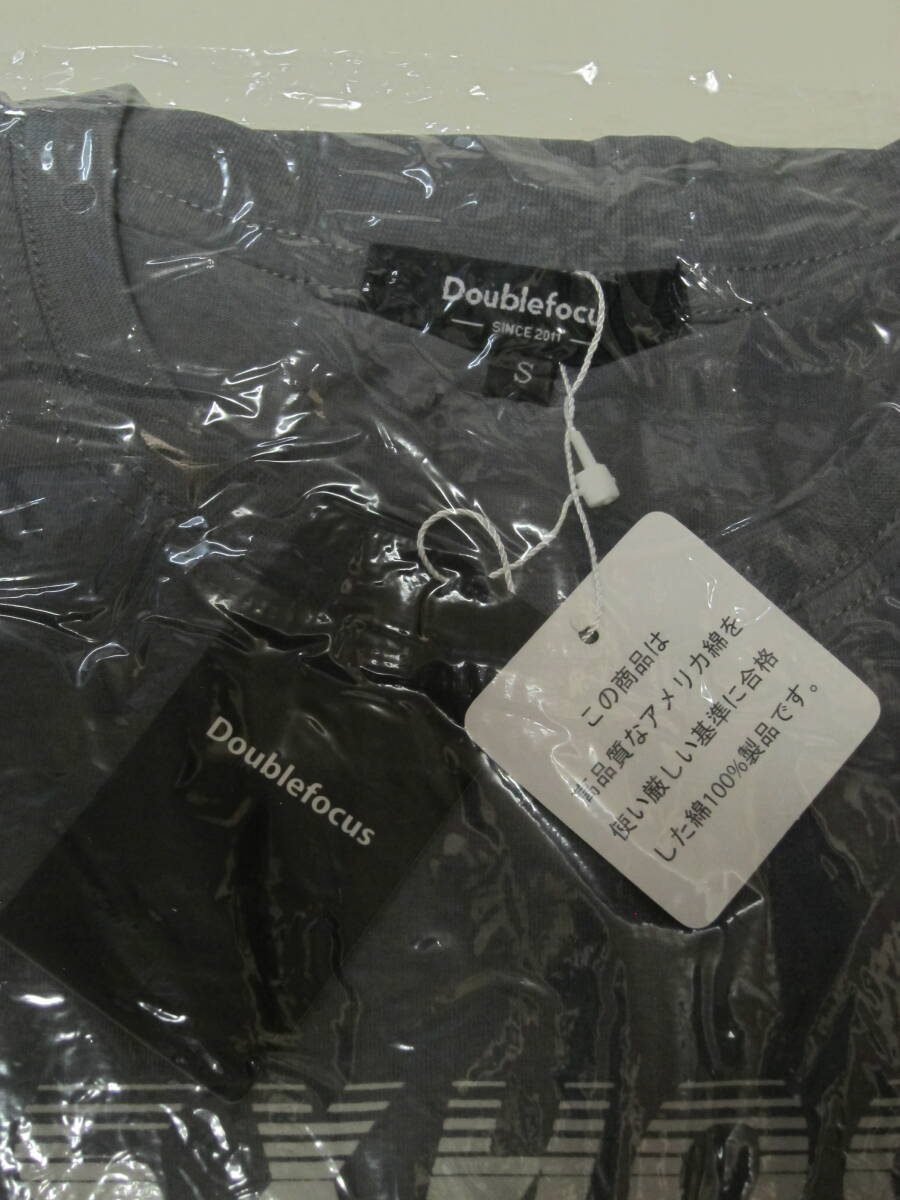 Doublefocu
SINCE 2011
S
Doublefocus
この商品は
高品質なアメリカ綿を
使い厳しい基準に合格
した綿100%製品です。